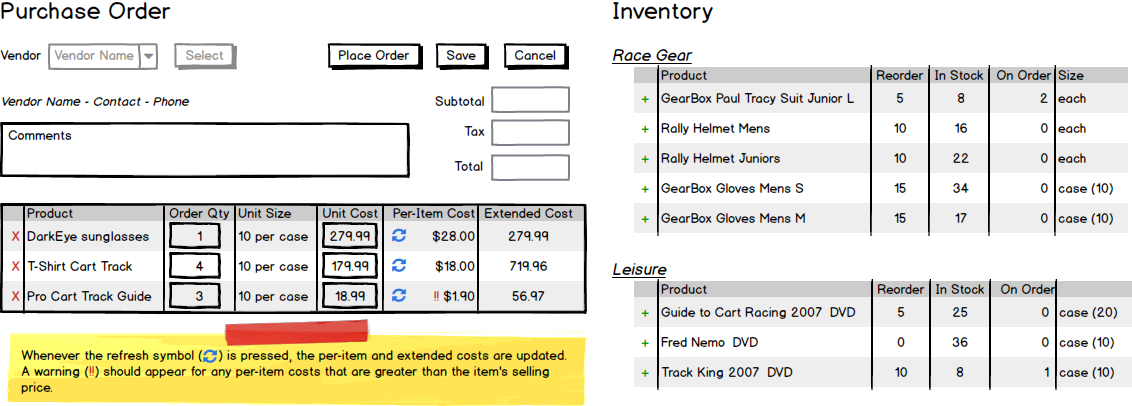 Purchase Order
Vendor Vendor Name Select Place Order Save Cancel
Vendor Name - Contact - Phone
Subtotal
Tax
Total
Comments
Product Order Qty Unit Size Unit Cost Per-Item Cost Extended Cost
X DarkEye sunglasses 1 10 per case 279.99 $28.00 279.99
X T-Shirt Cart Track 4 10 per case 179.99 $18.00 719.96
X Pro Cart Track Guide 3 10 per case 18.99 !! $1.90 56.97
Whenever the refresh symbol ( ) is pressed, the per-item and extended costs are updated.
A warning (!!) should appear for any per-item costs that are greater than the item's selling
price.
Inventory
Race Gear
Product Reorder In Stock On Order Size
+ GearBox Paul Tracy Suit Junior L 5 8 2 each
+ Rally Helmet Mens 10 16 0 each
+ Rally Helmet Juniors 10 22 0 each
+ GearBox Gloves Mens S 15 34 0 case (10)
+ GearBox Gloves Mens M 15 17 0 case (10)
Leisure
Product Reorder In Stock On Order
+ Guide to Cart Racing 2007 DVD 5 25 0 case (20)
+ Fred Nemo DVD 0 36 0 case (10)
+ Track King 2007 DVD 10 8 1 case (10)